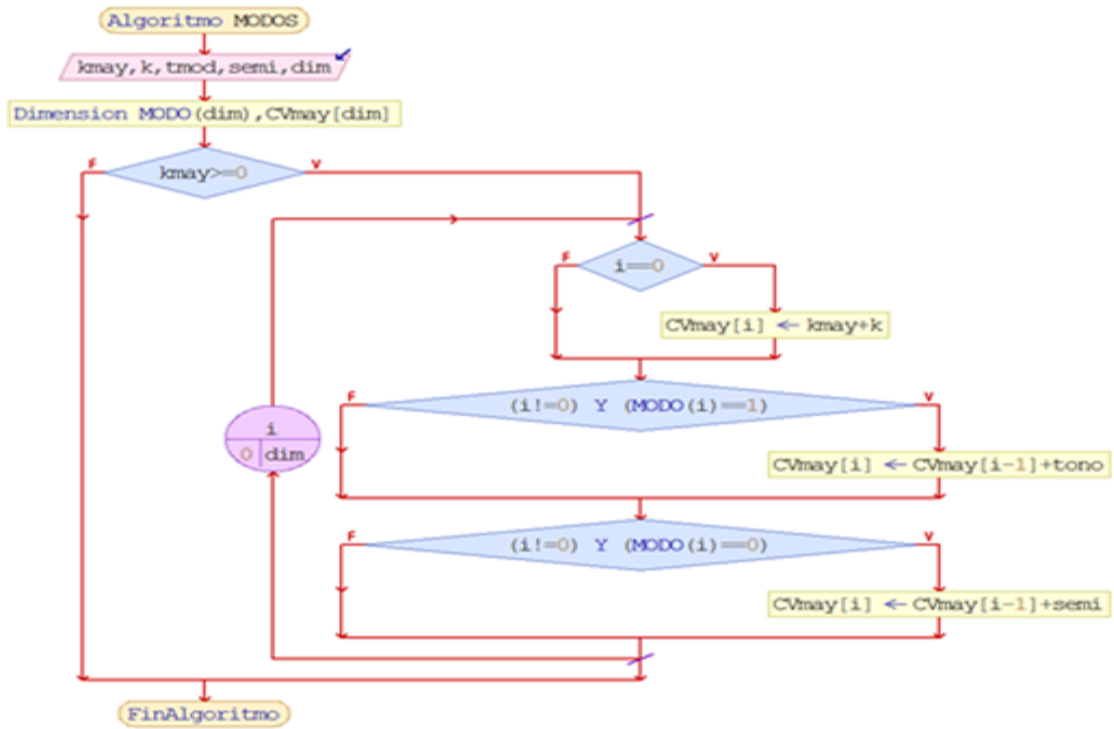 Algoritmo MODOS
kmay,k,tmod,semi,dim
Dimension MODO(dim),CVmay[dim]
F
kmay>=0
V
F
i==0
V
CVmay[i] ← kmay+k
F
(i!=0) Y (MODO(i)==1)
V
i
0
dim
CVmay[i] ← CVmay[i-1]+tono
F
(i!=0) Y (MODO(i)==0)
V
CVmay[i] ← CVmay[i-1]+semi
FinAlgoritmo